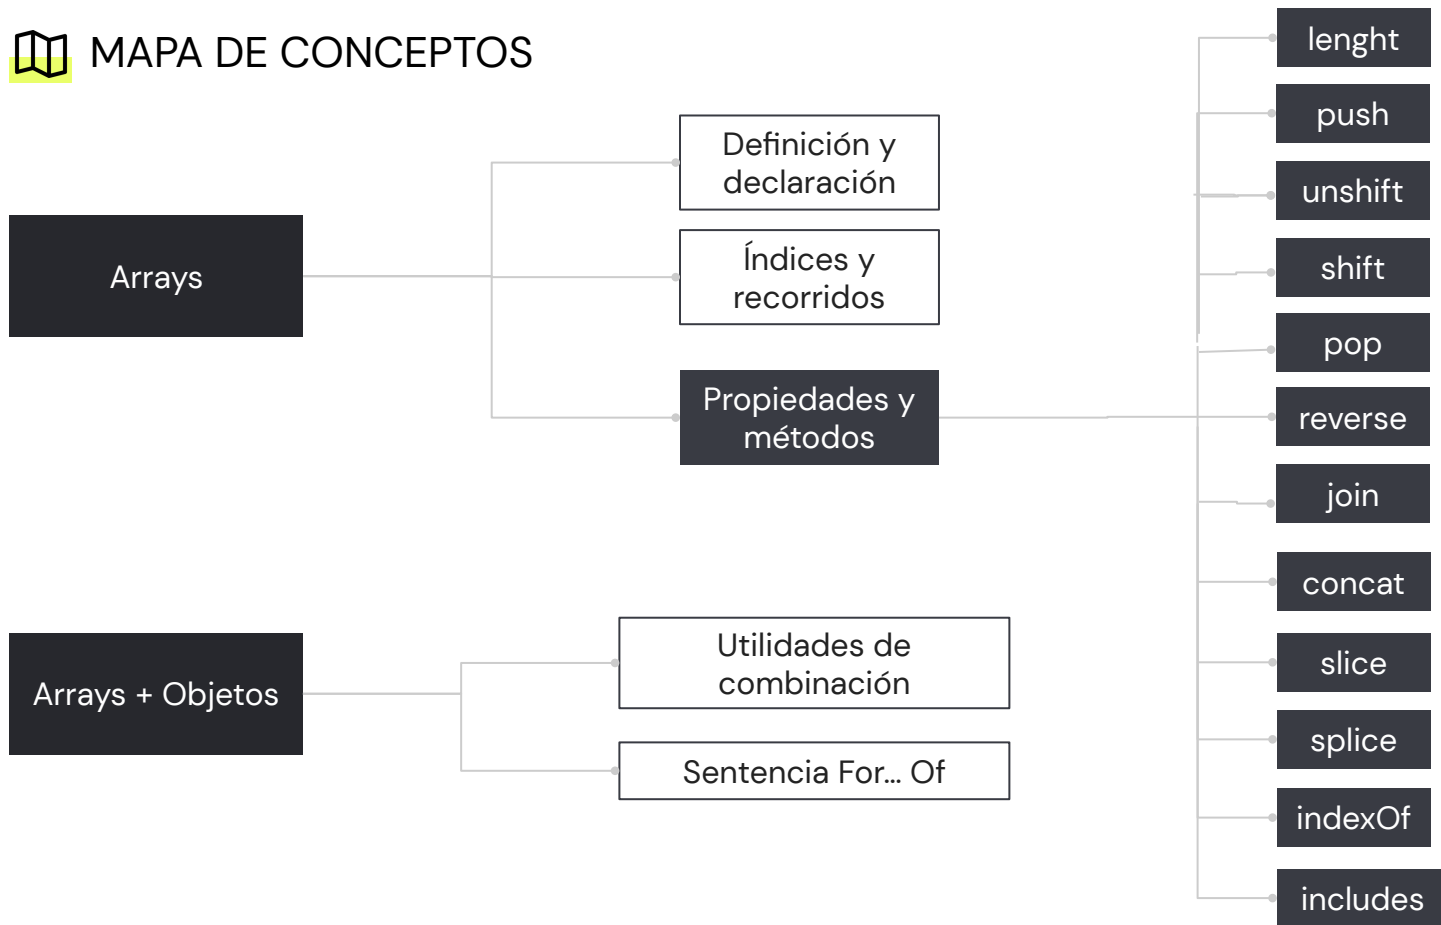 MAPA DE CONCEPTOS
Arrays
Definición y
declaración
Índices y
recorridos
Propiedades y
métodos
lenght
push
unshift
shift
pop
reverse
join
concat
slice
splice
indexOf
includes
Arrays + Objetos
Utilidades de
combinación
Sentencia For... Of